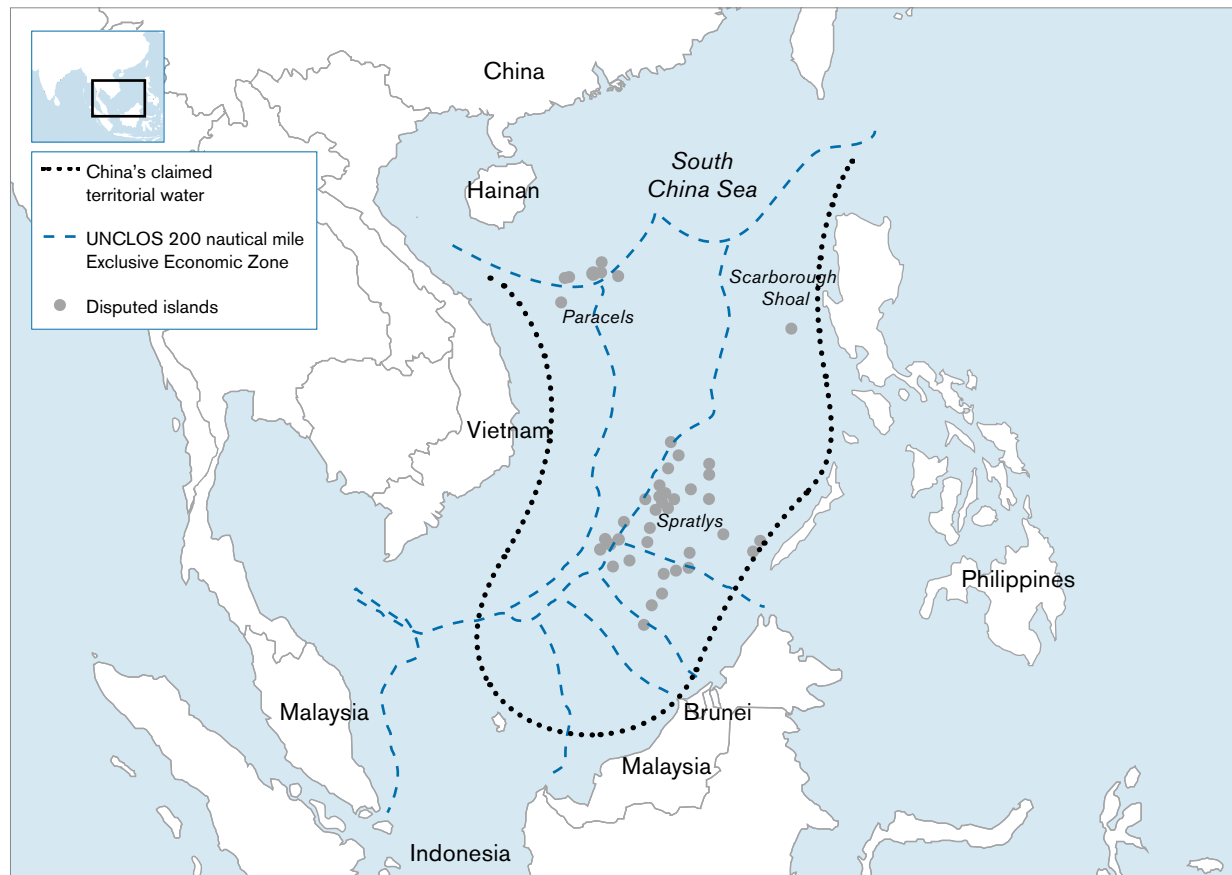 China
China's claimed
territorial water
UNCLOS 200 nautical mile
Exclusive Economic Zone
Disputed islands
Hainan
South
China Sea
Scarborough
Shoal
Paracels
Vietnam
Spratlys
Philippines
Malaysia
Brunei
Malaysia
Indonesia